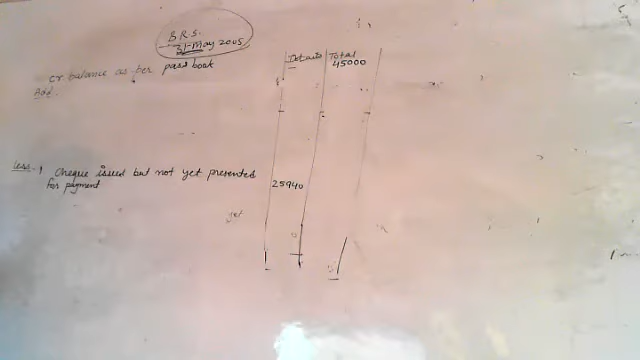 B.R.S.
31-May 2005
Details Total
45000
cr balance as per pass book
Add.
Less. 1 Cheque issued but not yet presented
for payment
25940
yet